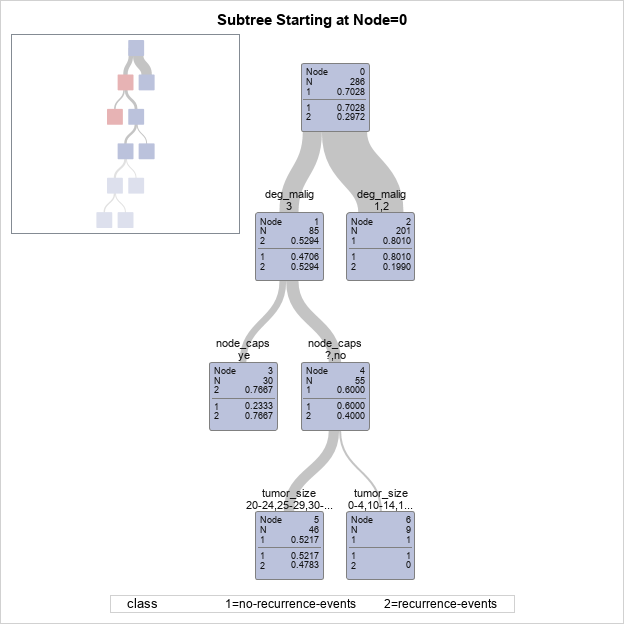 Subtree Starting at Node=0
Node 0
N 286
1 0.7028
1 0.7028
2 0.2972
deg_malig
3
deg_malig
1,2
Node 1
N 85
2 0.5294
1 0.4706
2 0.5294
Node 2
N 201
1 0.8010
1 0.8010
2 0.1990
node_caps
ye
node_caps
?,no
Node 3
N 30
2 0.7667
1 0.2333
2 0.7667
Node 4
N 55
1 0.6000
1 0.6000
2 0.4000
tumor_size
20-24,25-29,30-...
tumor_size
0-4,10-14,1...
Node 5
N 46
1 0.5217
1 0.5217
2 0.4783
Node 6
N 9
1 1
1 1
2 0
class 1=no-recurrence-events 2=recurrence-events